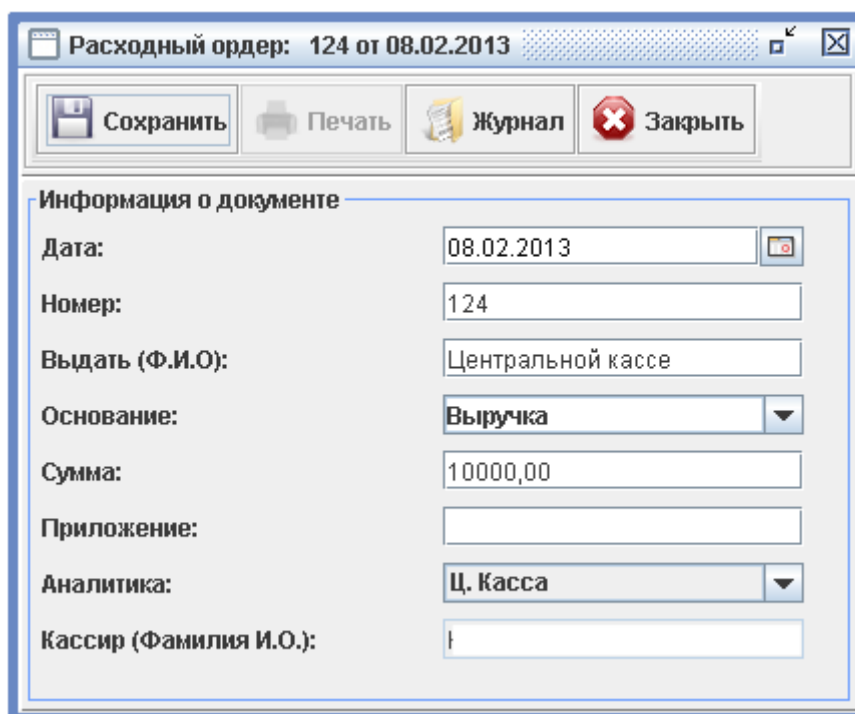 Расходный ордер: 124 от 08.02.2013
Сохранить Печать Журнал Закрыть
Информация о документе
Дата: 08.02.2013
Номер: 124
Выдать (Ф.И.О): Центральной кассе
Основание: Выручка
Сумма: 10000,00
Приложение:
Аналитика: Ц. Касса
Кассир (Фамилия И.О.):